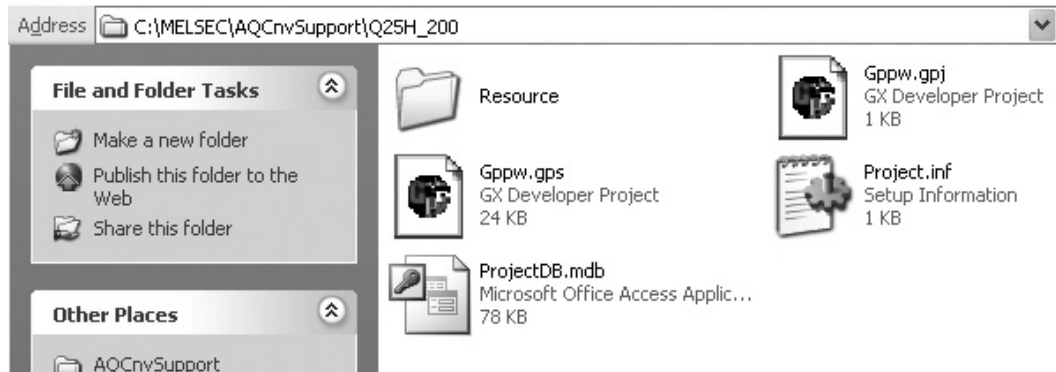 Address C:\MELSEC\AQCnvSupport\Q25H_200
File and Folder Tasks
Make a new folder
Publish this folder to the
Web
Share this folder
Other Places
AQCnvSupport
Resource
Gppw.gpj
GX Developer Project
1 KB
Gppw.gps
GX Developer Project
24 KB
Project.inf
Setup Information
1 KB
ProjectDB.mdb
Microsoft Office Access Applic...
78 KB